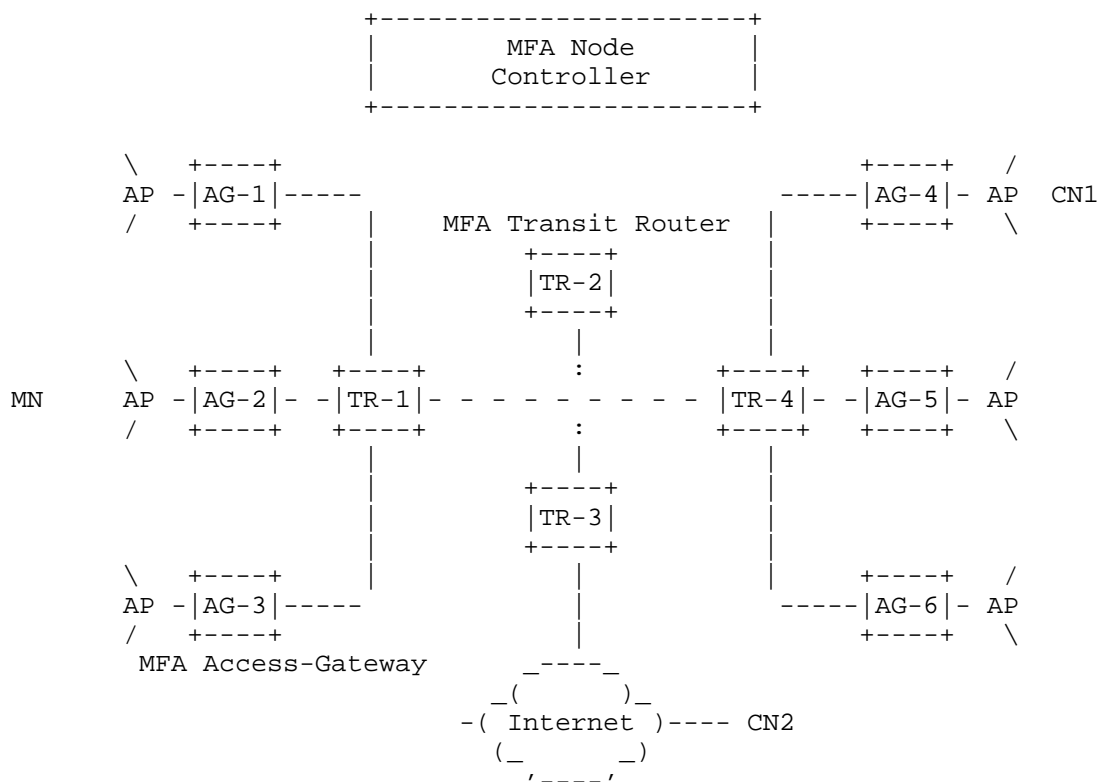 MFA Node
Controller
AP AG-1 AG-4 AP CN1
MFA Transit Router
TR-2
MN AP AG-2 TR-1 TR-4 AG-5 AP
TR-3
AP AG-3 AG-6 AP
MFA Access-Gateway
Internet CN2